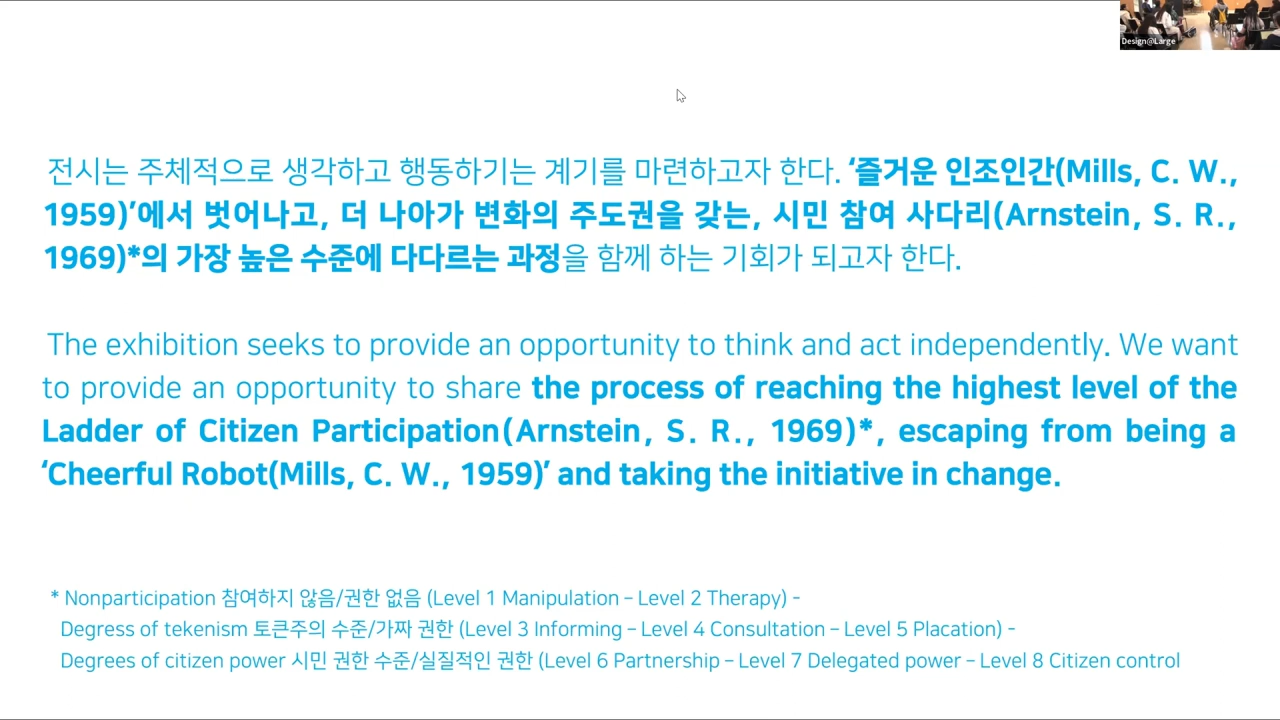 Design@Large
전시는 주체적으로 생각하고 행동하기는 계기를 마련하고자 한다. ‘즐거운 인조인간(Mills, C. W.,
1959)’에서 벗어나고, 더 나아가 변화의 주도권을 갖는, 시민 참여 사다리(Arnstein, S. R.,
1969)*의 가장 높은 수준에 다다르는 과정을 함께 하는 기회가 되고자 한다.
The exhibition seeks to provide an opportunity to think and act independently. We want
to provide an opportunity to share the process of reaching the highest level of the
Ladder of Citizen Participation(Arnstein, S. R., 1969)*, escaping from being a
‘Cheerful Robot(Mills, C. W., 1959)’ and taking the initiative in change.
* Nonparticipation 참여하지 않음/권한 없음 (Level 1 Manipulation – Level 2 Therapy) -
Degress of tekenism 토큰주의 수준/가짜 권한 (Level 3 Informing – Level 4 Consultation – Level 5 Placation) -
Degrees of citizen power 시민 권한 수준/실질적인 권한 (Level 6 Partnership – Level 7 Delegated power – Level 8 Citizen control